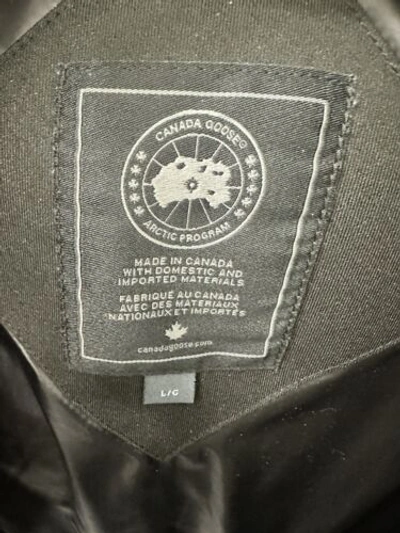 CANADA GOOSE®
ARCTIC PROGRAM
MADE IN CANADA
WITH DOMESTIC AND
IMPORTED MATERIALS
FABRIQUÉ AU CANADA
AVEC DES MATERIAUX
NATIONAUX ET IMPORTÉS
canadagoose.com
L/G